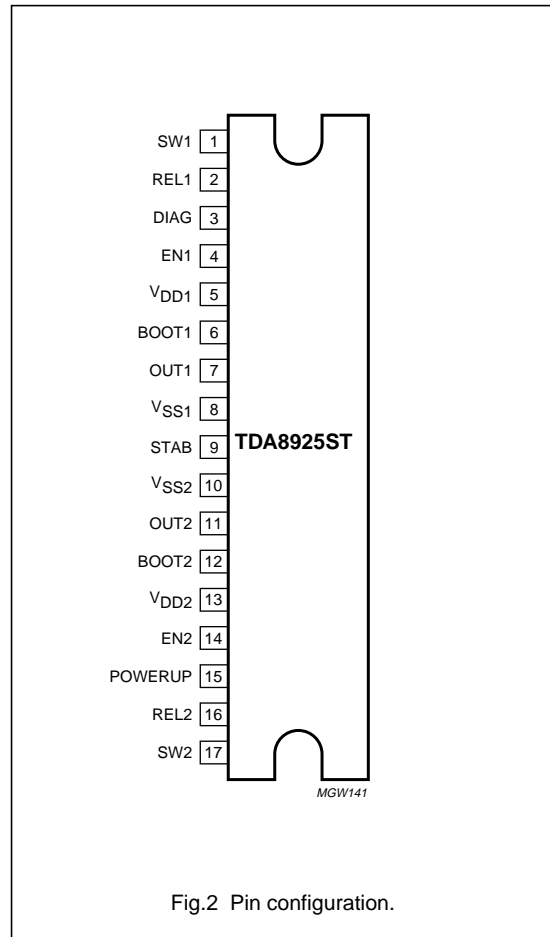 SW1 1
REL1 2
DIAG 3
EN1 4
VDD1 5
BOOT1 6
OUT1 7
VSS1 8
STAB 9 TDA8925ST
VSS2 10
OUT2 11
BOOT2 12
VDD2 13
EN2 14
POWERUP 15
REL2 16
SW2 17
MGW141
Fig.2 Pin configuration.